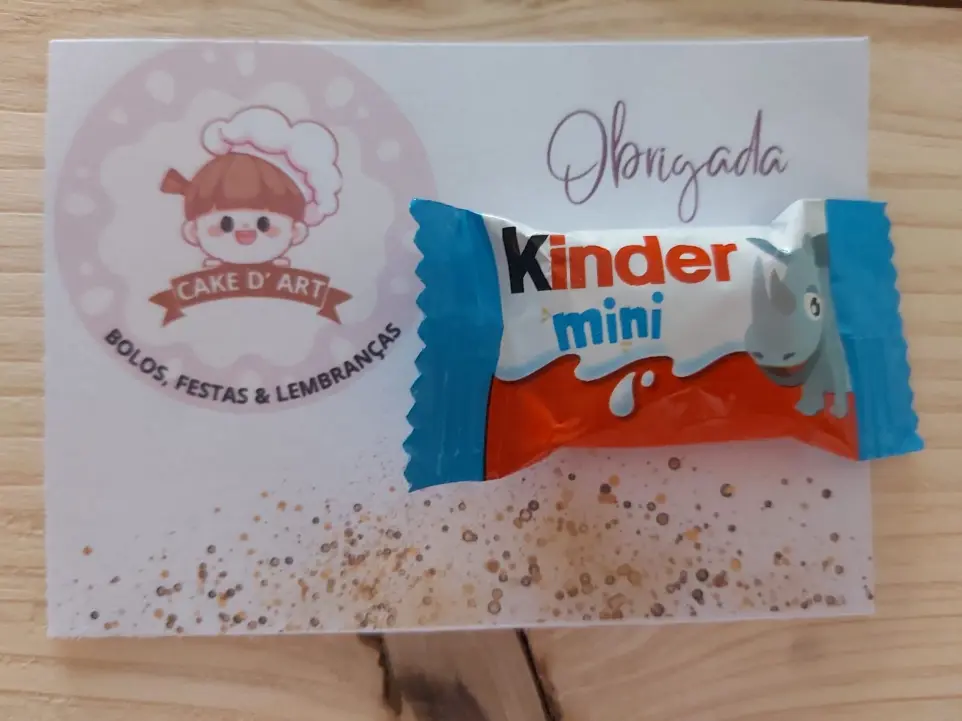 CAKE D' ART
BOLOS, FESTAS & LEMBRANÇAS
Obrigada
Kinder
mini